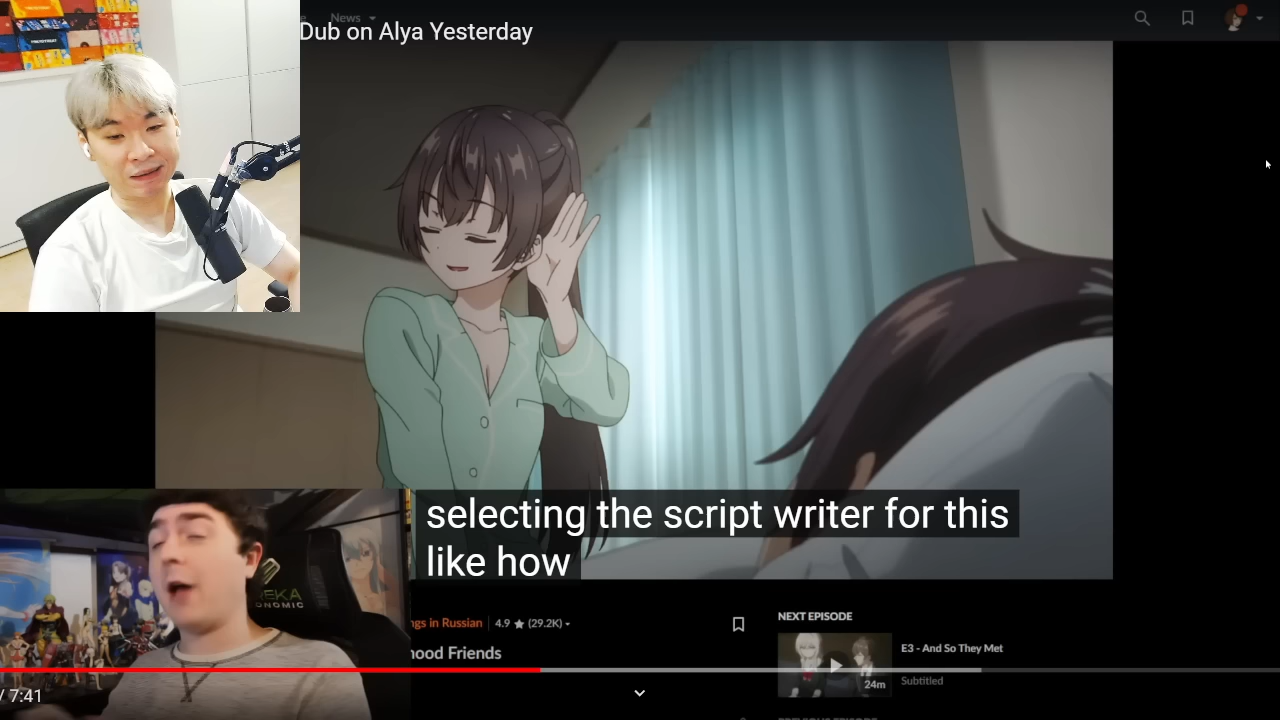 News
Dub on Alya Yesterday
selecting the script writer for this
like how
ngs in Russian
4.9 ★ (29.2K)
hood Friends
NEXT EPISODE
E3 - And So They Met
Subtitled
24m
/ 7:41